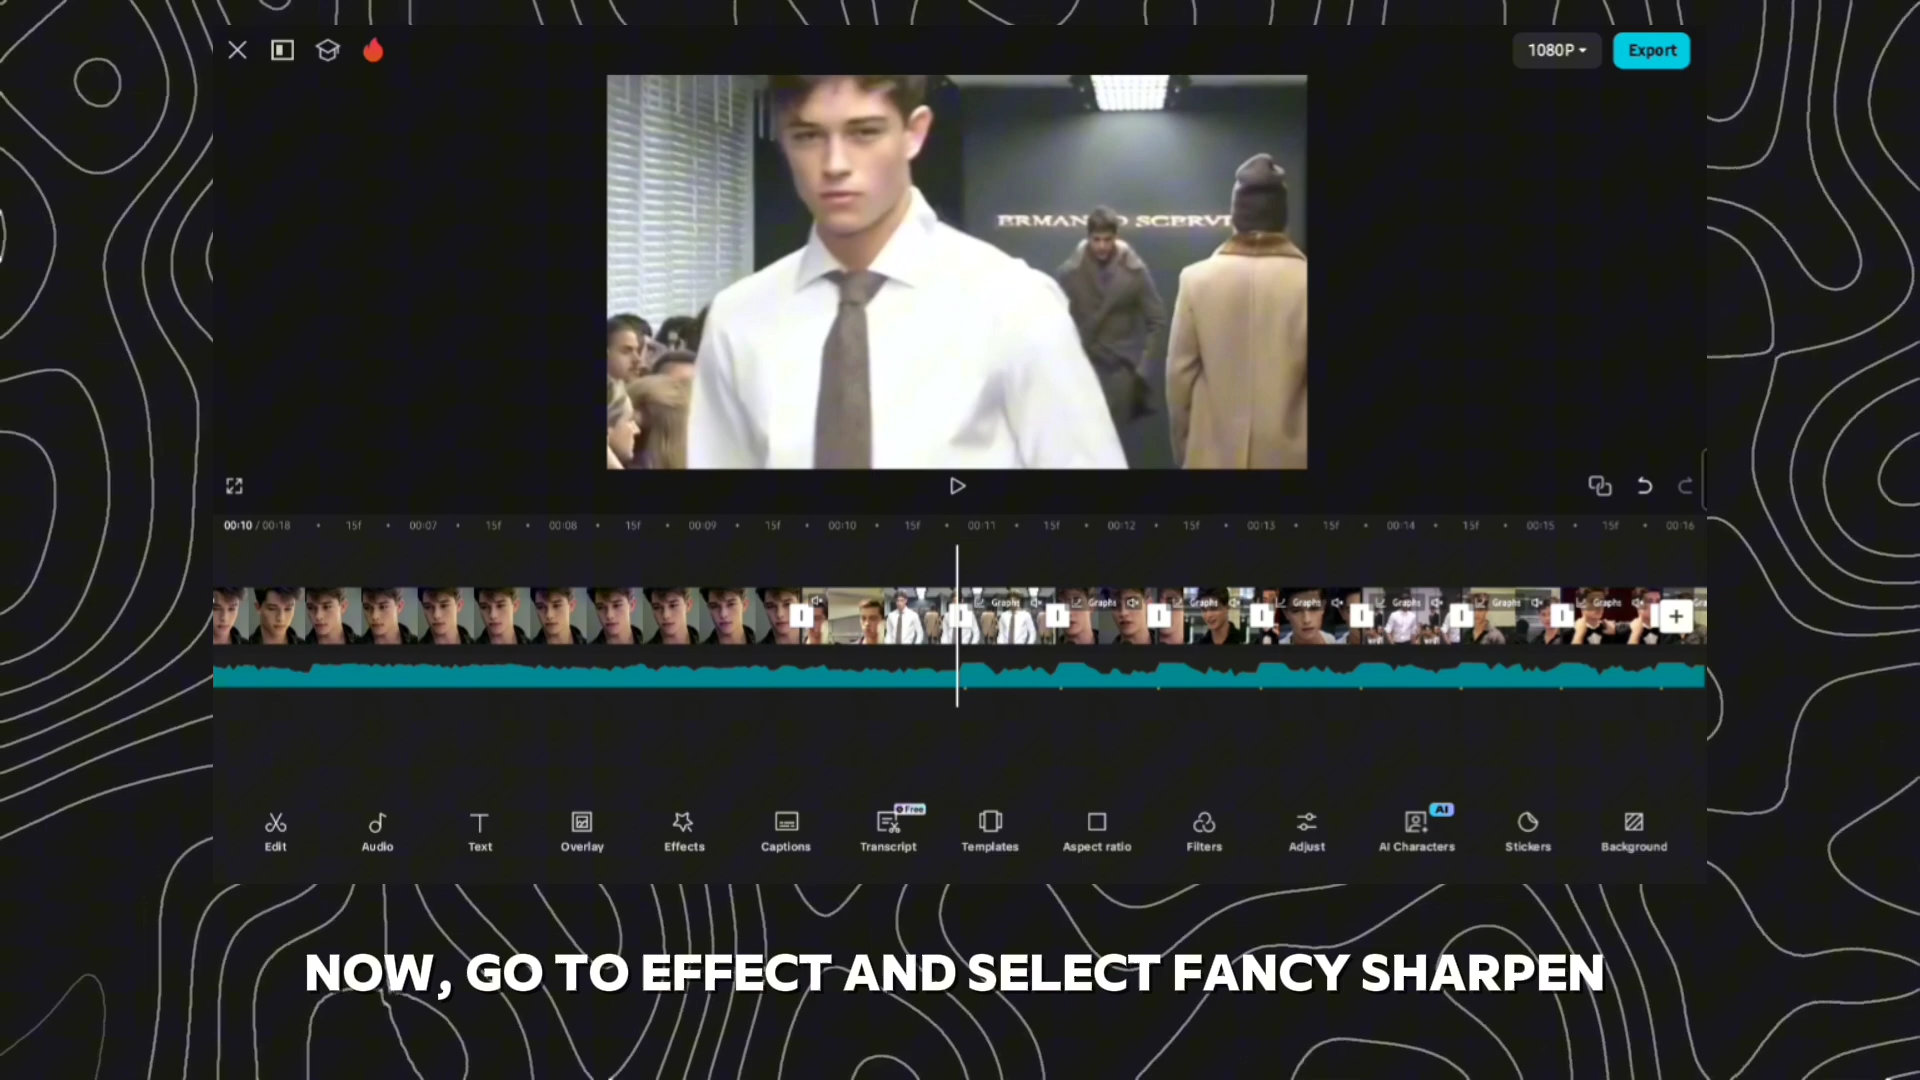 1080P
Export
ERMANNO SCERVI
00:10 / 00:18 15f 00:07 15f 00:08 15f 00:09 15f 00:10 15f 00:11 15f 00:12 15f 00:13 15f 00:14 15f 00:15 15f 00:16
Graphs Graphs Graphs Graphs Graphs Graphs Graphs
Free
AI
Edit Audio Text Overlay Effects Captions Transcript Templates Aspect ratio Filters Adjust AI Characters Stickers Background
NOW, GO TO EFFECT AND SELECT FANCY SHARPEN